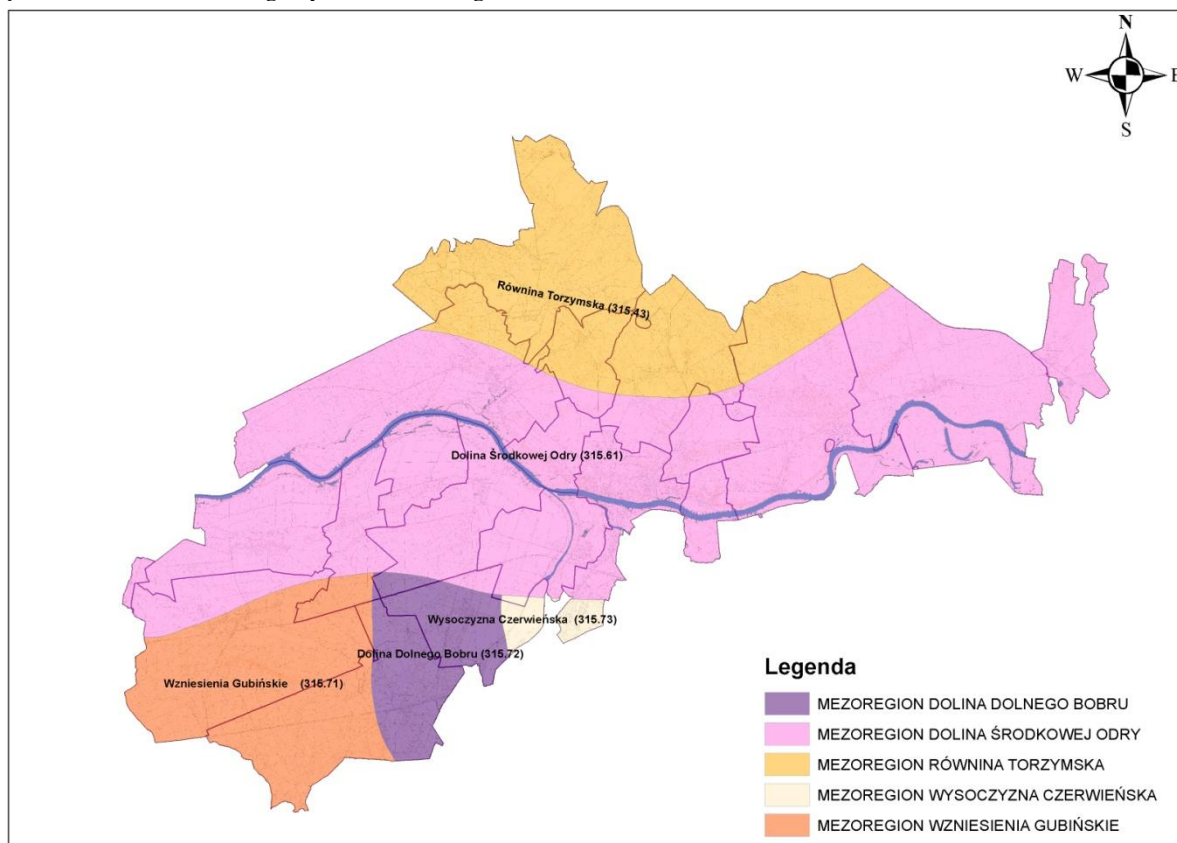 N
W E
S
Równina Torzymska (315.43)
Dolina Środkowej Odry (315.61)
Wysoczyzna Czerwieńska (315.73)
Dolina Dolnego Bobru (315.72)
Wzniesienia Gubińskie (315.71)
Legenda
MEZOREGION DOLINA DOLNEGO BOBRU
MEZOREGION DOLINA ŚRODKOWEJ ODRY
MEZOREGION RÓWNINA TORZYMSKA
MEZOREGION WYSOCZYZNA CZERWIEŃSKA
MEZOREGION WZNIESIENIA GUBIŃSKIE